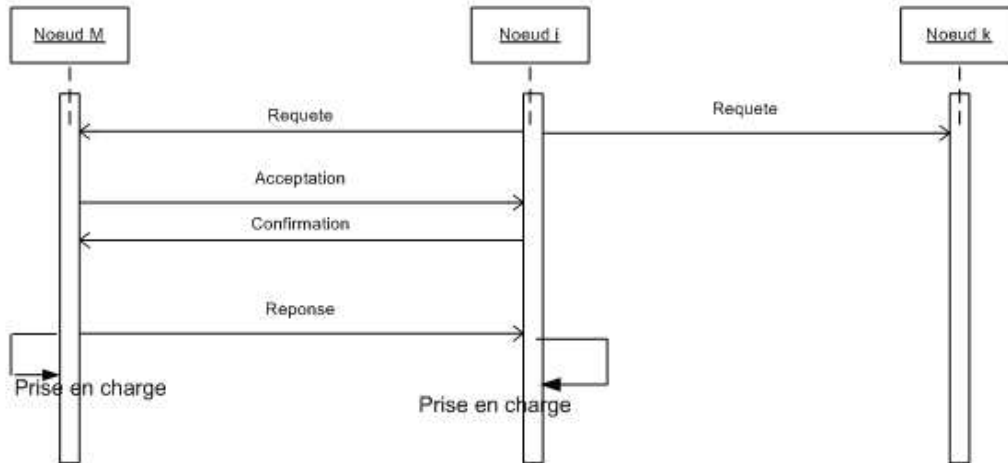 Noeud M
Noeud i
Noeud k
Requete
Requete
Acceptation
Confirmation
Reponse
Prise en charge
Prise en charge